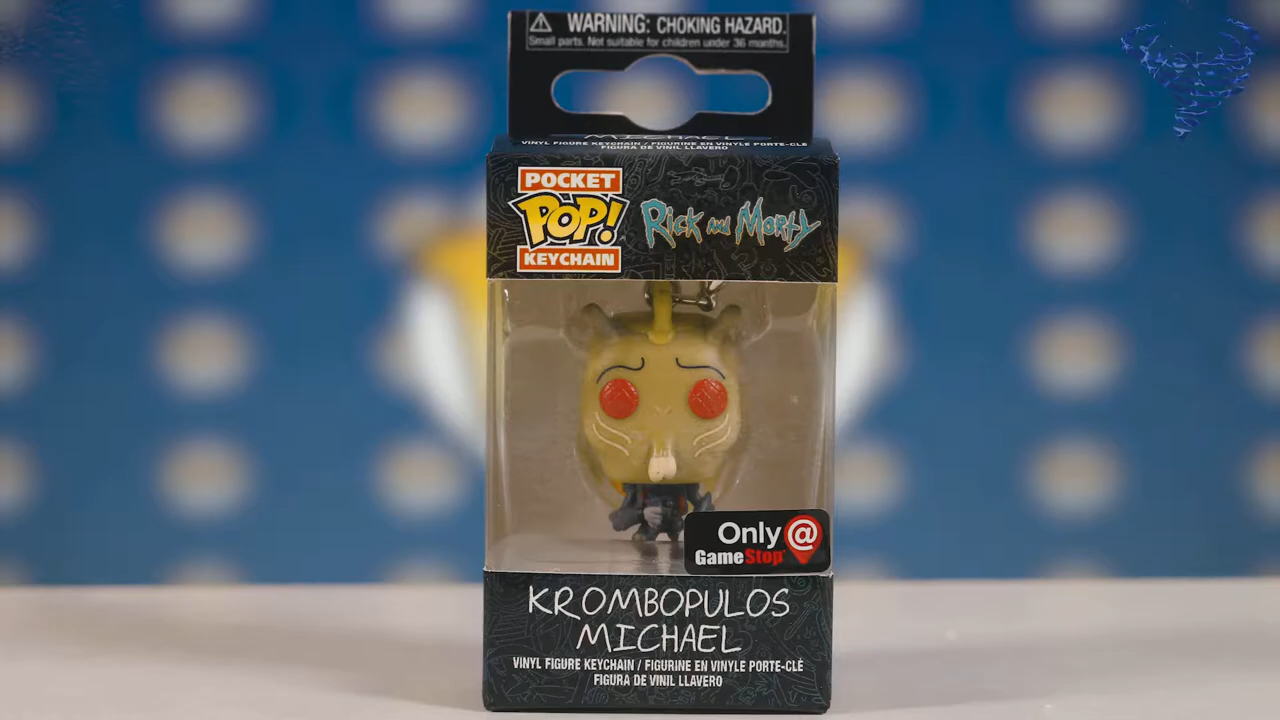 WARNING: CHOKING HAZARD.
Small parts. Not suitable for children under 36 months.
MICHAEL
VINYL FIGURE KEYCHAIN / FIGURINE EN VINYLE PORTE-CLÉ
FIGURA DE VINIL LLAVERO
POCKET
POP!
KEYCHAIN
Rick and Morty
Only @
GameStop
KROMBOPULOS
MICHAEL
VINYL FIGURE KEYCHAIN / FIGURINE EN VINYLE PORTE-CLÉ
FIGURA DE VINIL LLAVERO